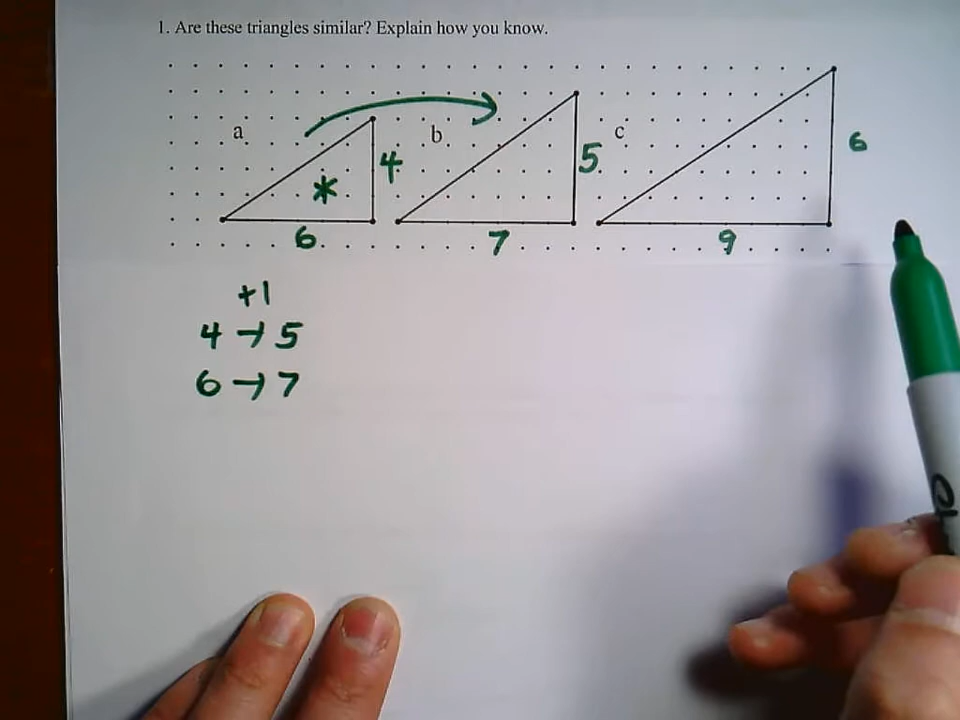 1. Are these triangles similar? Explain how you know.
a
b
c
4
5
6
*
6
7
9
+1
4 → 5
6 → 7